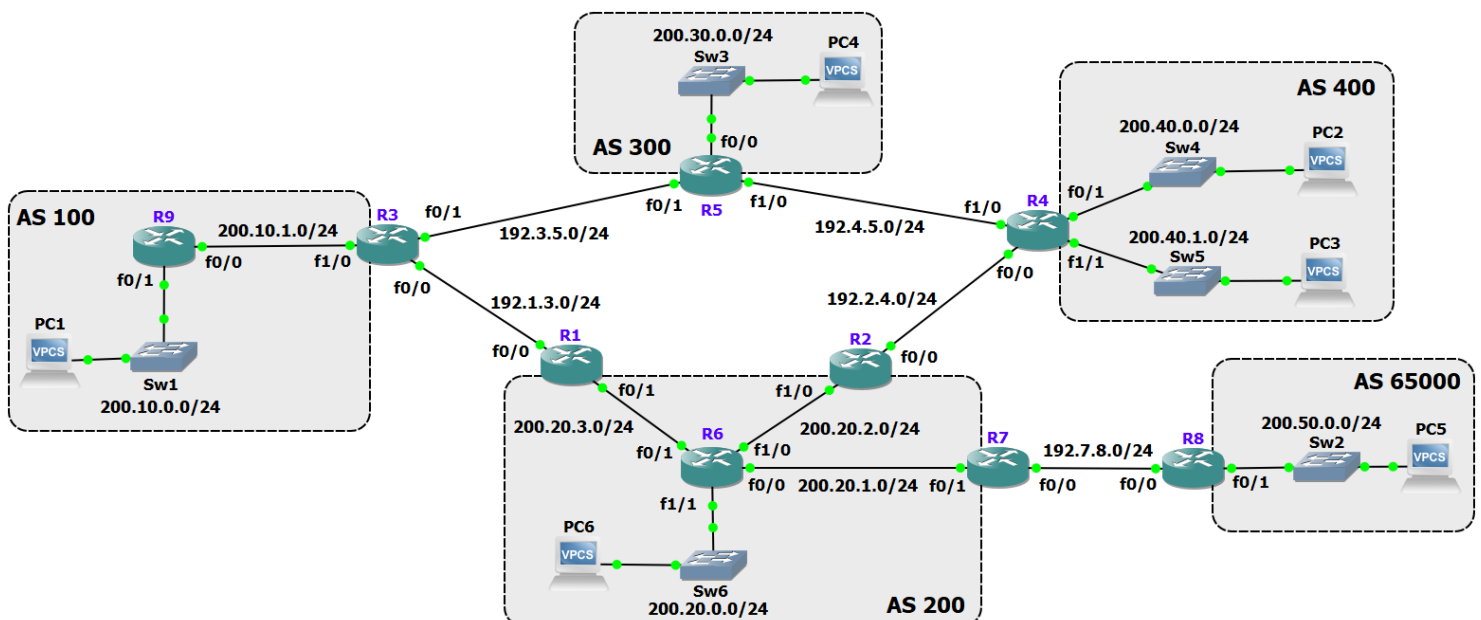 200.30.0.0/24
Sw3
PC4
VPCS
f0/0
AS 300
f0/1
R5
f1/0
AS 400
200.40.0.0/24
PC2
Sw4
VPCS
f0/1
R4
f1/0
f0/0
f1/1
200.40.1.0/24
Sw5
PC3
VPCS
AS 100
R9
200.10.1.0/24
R3
f0/1
f0/0
f1/0
f0/1
f0/0
PC1
VPCS
Sw1
200.10.0.0/24
192.3.5.0/24
192.4.5.0/24
192.1.3.0/24
192.2.4.0/24
R1
f0/0
f0/1
R2
f0/0
f1/0
200.20.3.0/24
200.20.2.0/24
R6
f0/1
f1/0
f0/0
f1/1
200.20.1.0/24
R7
f0/1
f0/0
192.7.8.0/24
R8
f0/0
f0/1
AS 65000
200.50.0.0/24
Sw2
PC5
VPCS
PC6
VPCS
Sw6
200.20.0.0/24
AS 200